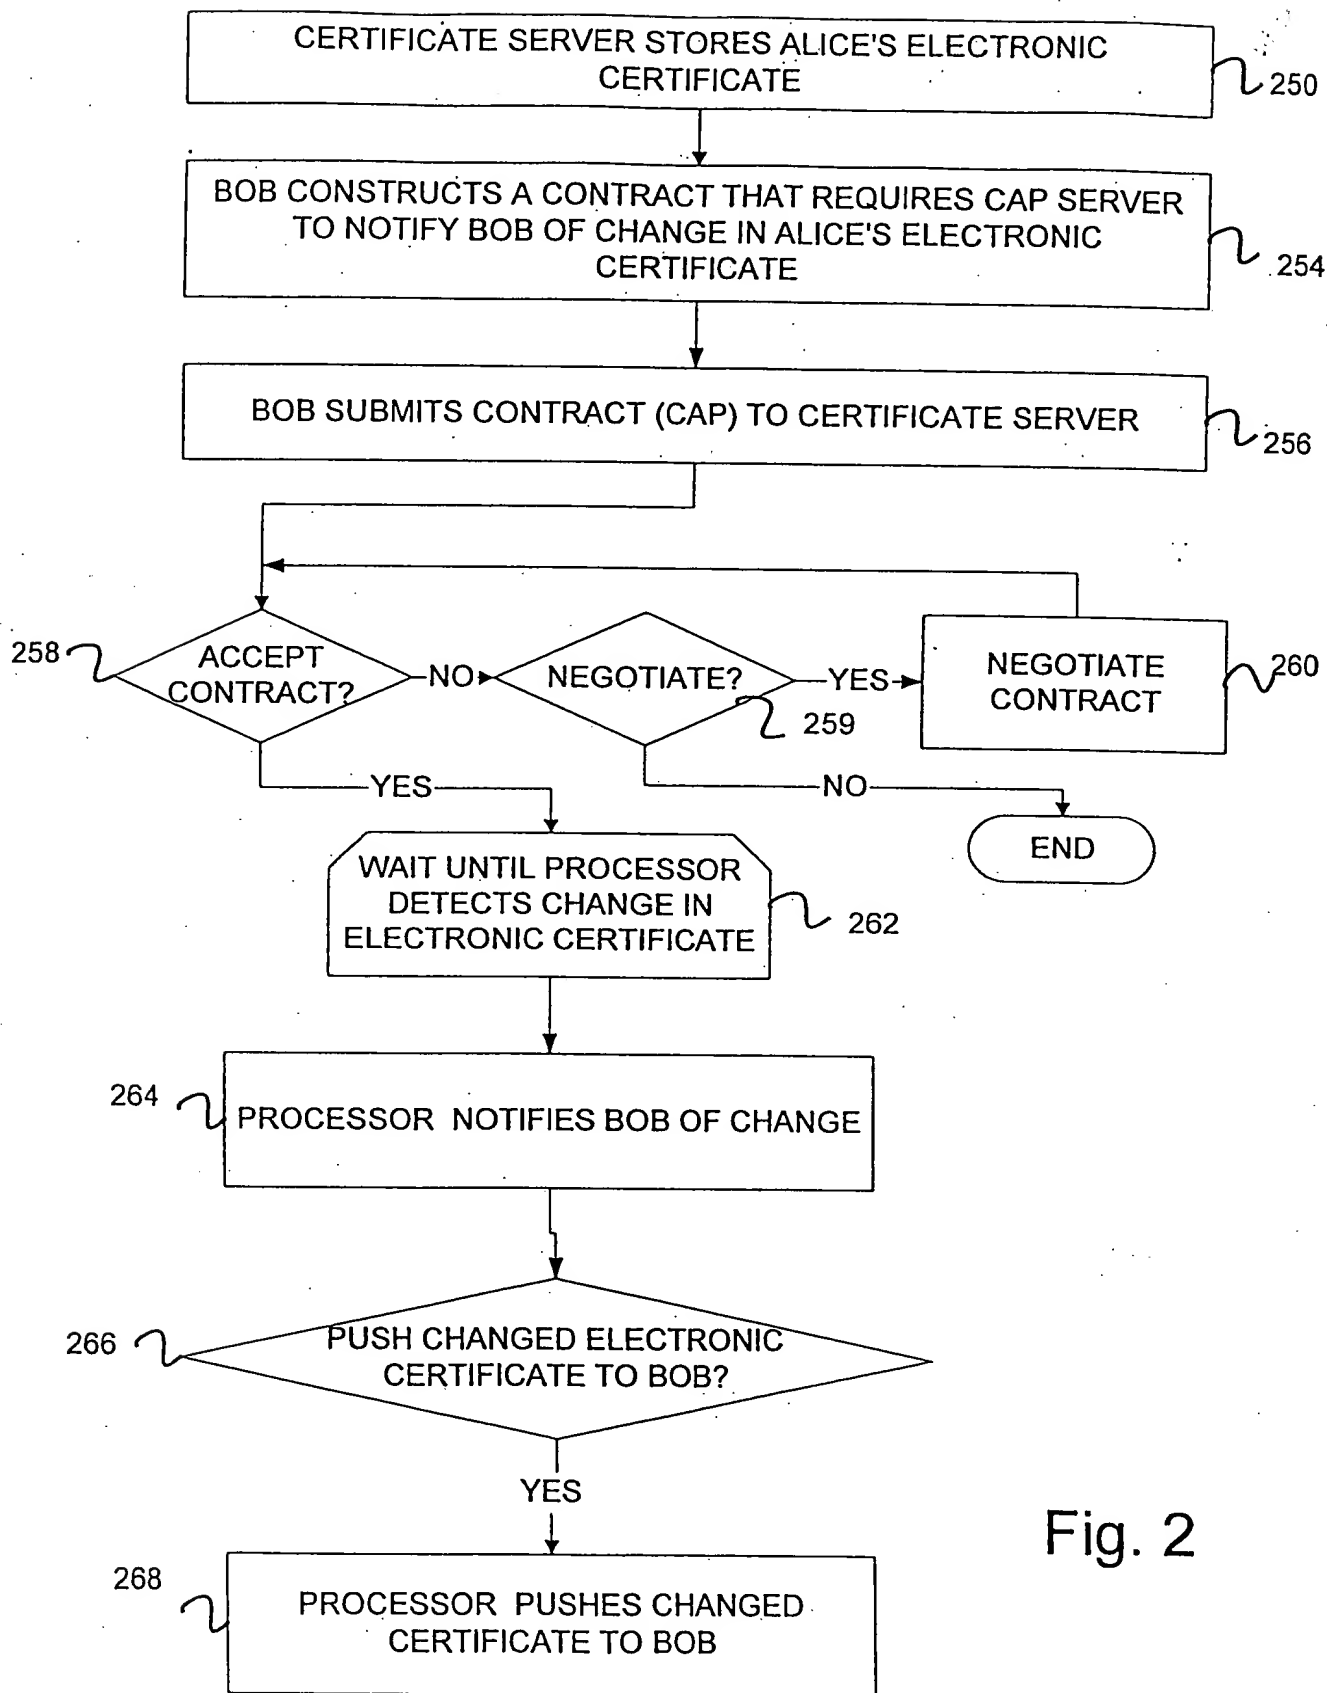 CERTIFICATE SERVER STORES ALICE'S ELECTRONIC
CERTIFICATE
250
BOB CONSTRUCTS A CONTRACT THAT REQUIRES CAP SERVER
TO NOTIFY BOB OF CHANGE IN ALICE'S ELECTRONIC
CERTIFICATE
254
BOB SUBMITS CONTRACT (CAP) TO CERTIFICATE SERVER
256
258
ACCEPT
CONTRACT?
NO
NEGOTIATE?
259
YES
NEGOTIATE
CONTRACT
260
YES
NO
END
WAIT UNTIL PROCESSOR
DETECTS CHANGE IN
ELECTRONIC CERTIFICATE
262
264
PROCESSOR NOTIFIES BOB OF CHANGE
266
PUSH CHANGED ELECTRONIC
CERTIFICATE TO BOB?
YES
Fig. 2
268
PROCESSOR PUSHES CHANGED
CERTIFICATE TO BOB